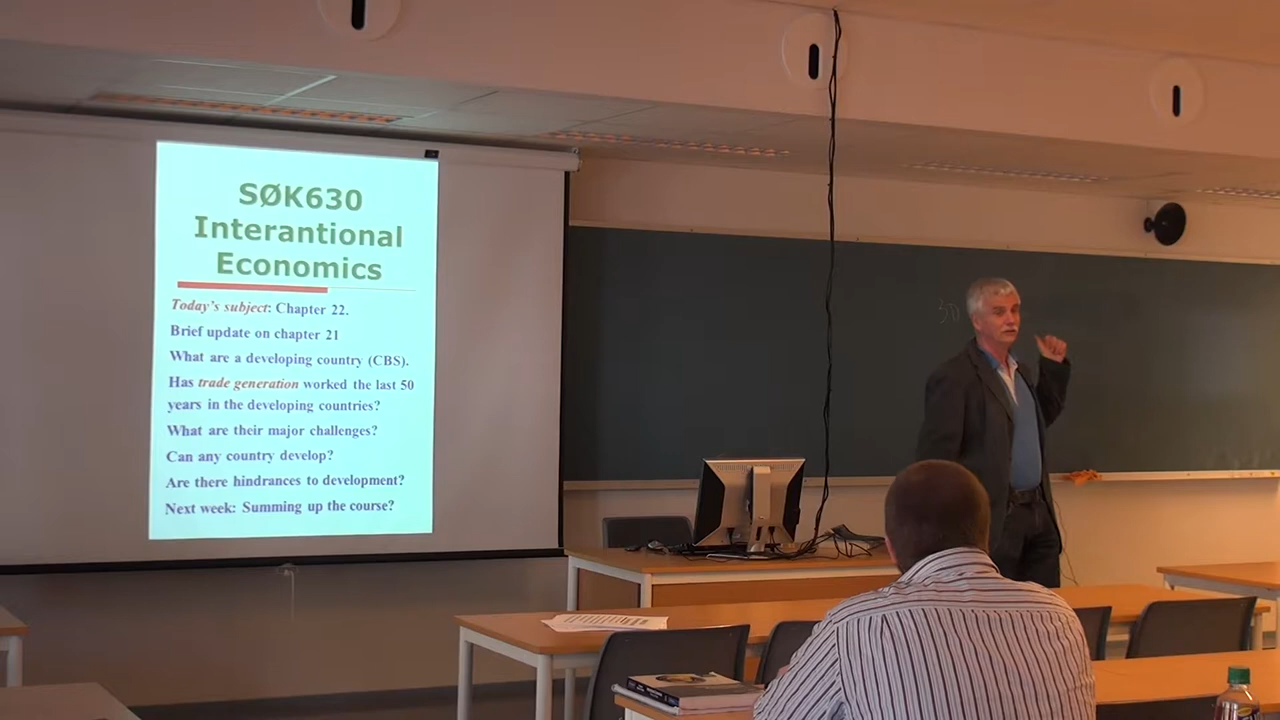 SØK630
Interantional
Economics
Today's subject: Chapter 22.
Brief update on chapter 21
What are a developing country (CBS).
Has trade generation worked the last 50
years in the developing countries?
What are their major challenges?
Can any country develop?
Are there hindrances to development?
Next week: Summing up the course?
30